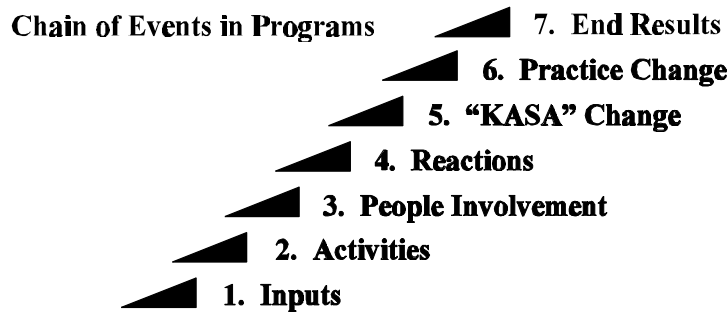 Chain of Events in Programs
7. End Results
6. Practice Change
5. “KASA” Change
4. Reactions
3. People Involvement
2. Activities
1. Inputs